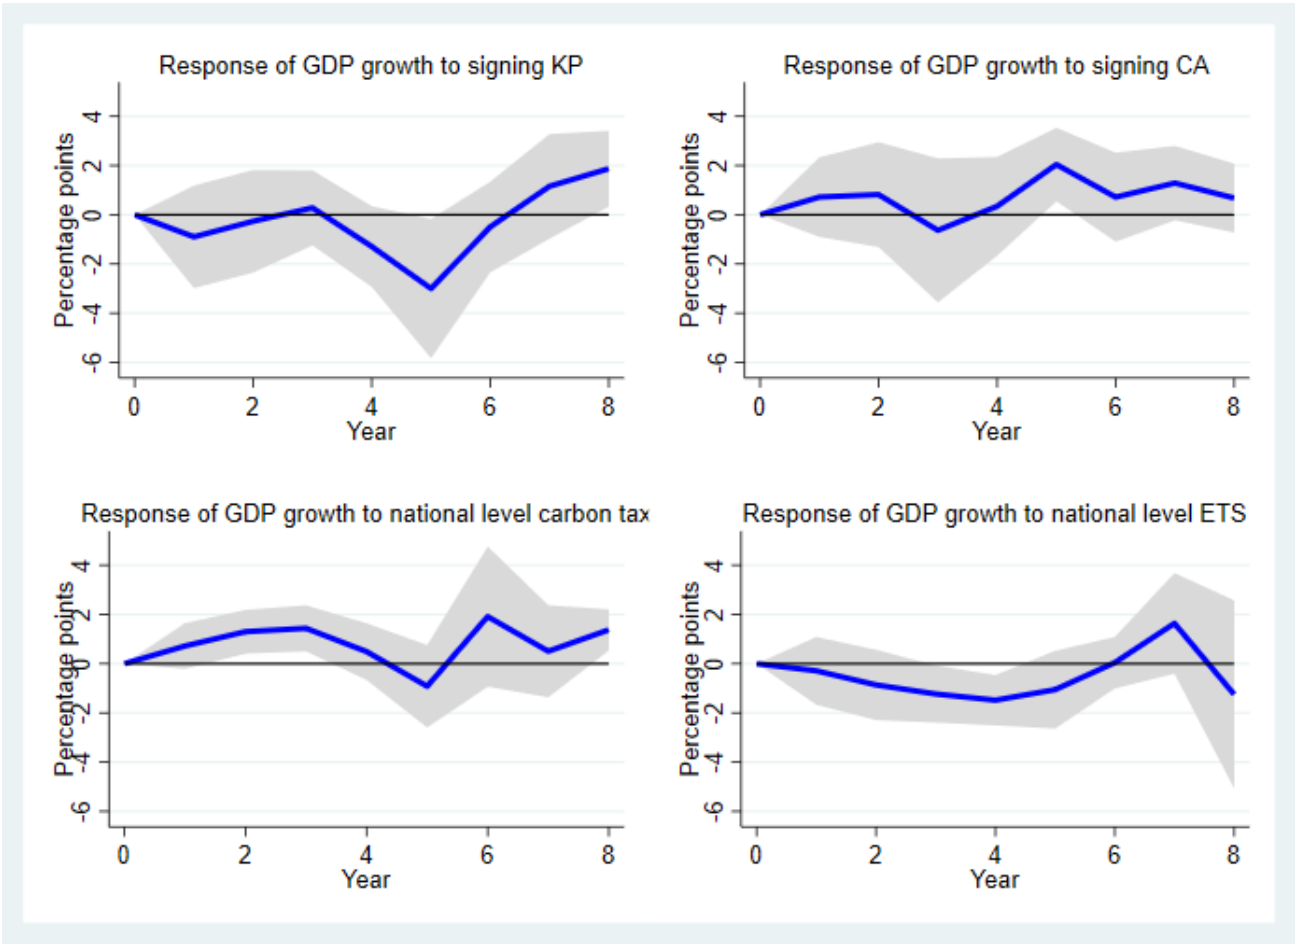 Response of GDP growth to signing KP
Percentage points
4
2
0
-2
-4
-6
0 2 4 6 8
Year
Response of GDP growth to signing CA
Percentage points
4
2
0
-2
-4
-6
0 2 4 6 8
Year
Response of GDP growth to national level carbon tax
Percentage points
4
2
0
-2
-4
-6
0 2 4 6 8
Year
Response of GDP growth to national level ETS
Percentage points
4
2
0
-2
-4
-6
0 2 4 6 8
Year